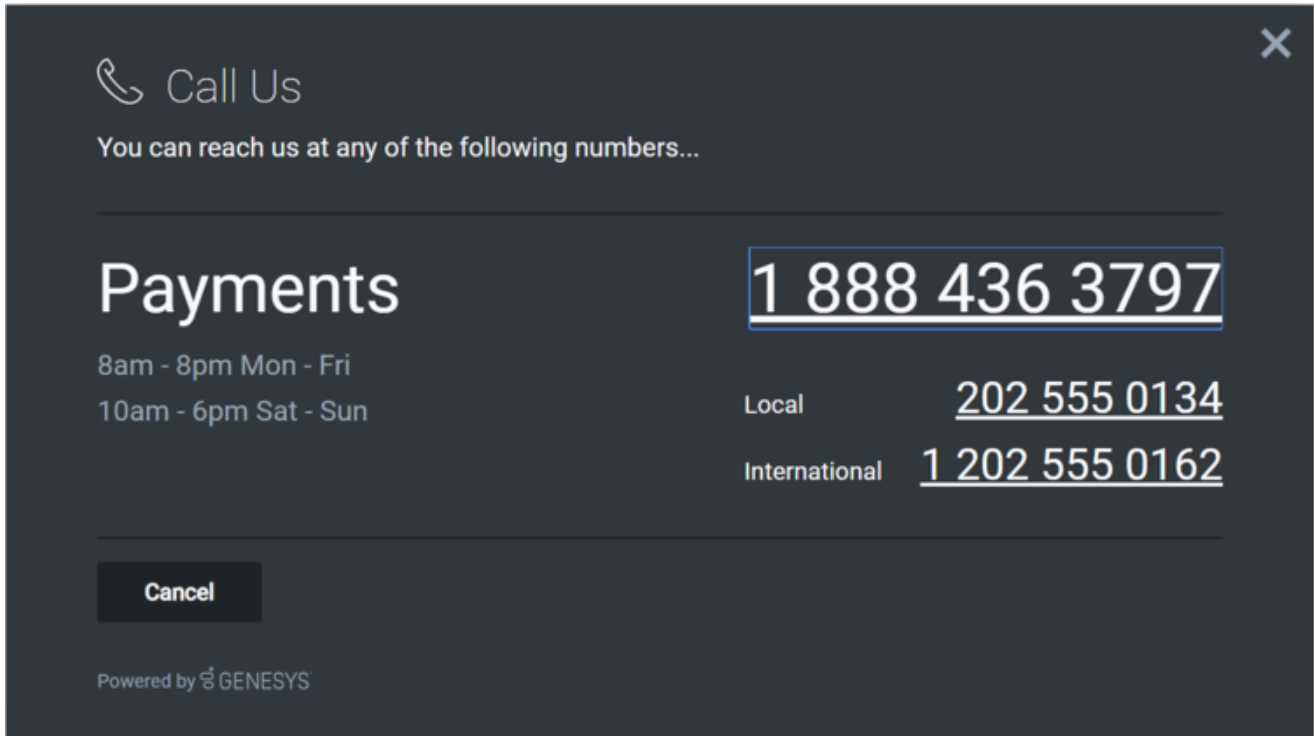 Call Us
You can reach us at any of the following numbers...
Payments
1 888 436 3797
8am - 8pm Mon - Fri
10am - 6pm Sat - Sun
Local 202 555 0134
International 1 202 555 0162
Cancel
Powered by GENESYS